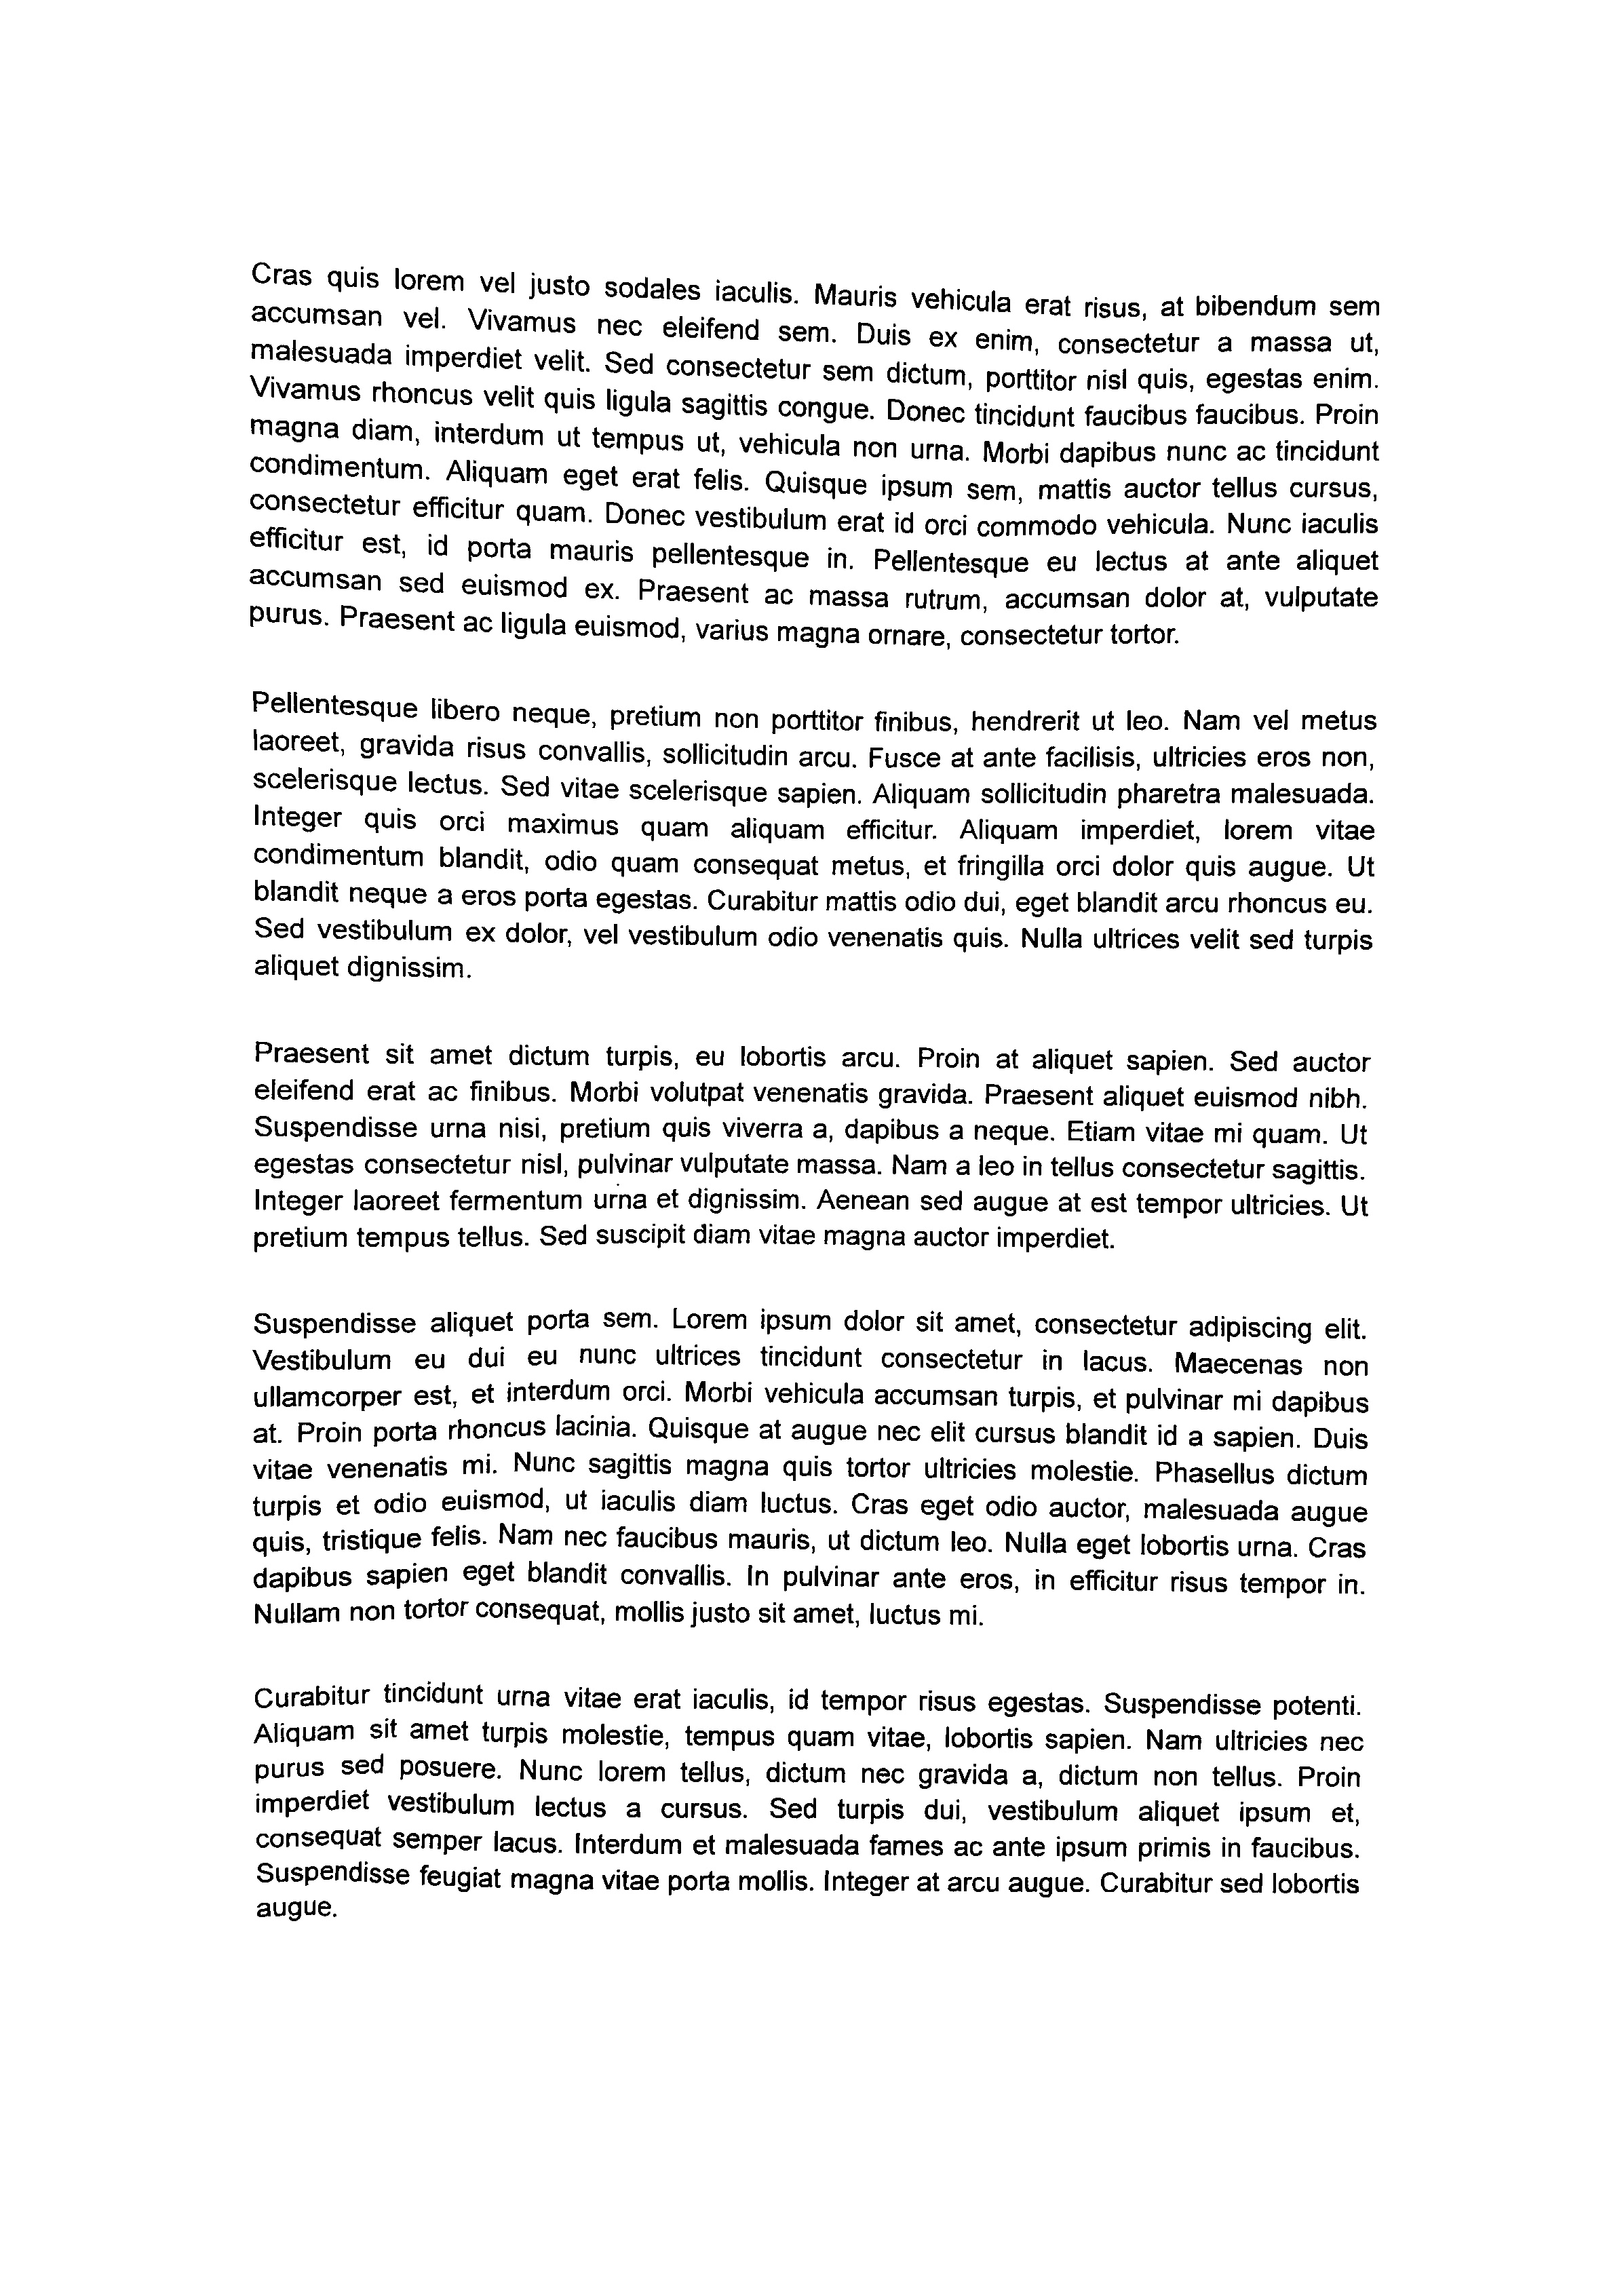 Cras quis lorem vel justo sodales iaculis. Mauris vehicula erat risus, at bibendum sem
accumsan vel. Vivamus nec eleifend sem. Duis ex enim, consectetur a massa ut,
malesuada imperdiet velit. Sed consectetur sem dictum, porttitor nisl quis, egestas enim.
Vivamus rhoncus velit quis ligula sagittis congue. Donec tincidunt faucibus faucibus. Proin
magna diam, interdum ut tempus ut, vehicula non urna. Morbi dapibus nunc ac tincidunt
condimentum. Aliquam eget erat felis. Quisque ipsum sem, mattis auctor tellus cursus,
consectetur efficitur quam. Donec vestibulum erat id orci commodo vehicula. Nunc iaculis
efficitur est, id porta mauris pellentesque in. Pellentesque eu lectus at ante aliquet
accumsan sed euismod ex. Praesent ac massa rutrum, accumsan dolor at, vulputate
purus. Praesent ac ligula euismod, varius magna ornare, consectetur tortor.
Pellentesque libero neque, pretium non porttitor finibus, hendrerit ut leo. Nam vel metus
laoreet, gravida risus convallis, sollicitudin arcu. Fusce at ante facilisis, ultricies eros non,
scelerisque lectus. Sed vitae scelerisque sapien. Aliquam sollicitudin pharetra malesuada.
Integer quis orci maximus quam aliquam efficitur. Aliquam imperdiet, lorem vitae
condimentum blandit, odio quam consequat metus, et fringilla orci dolor quis augue. Ut
blandit neque a eros porta egestas. Curabitur mattis odio dui, eget blandit arcu rhoncus eu.
Sed vestibulum ex dolor, vel vestibulum odio venenatis quis. Nulla ultrices velit sed turpis
aliquet dignissim.
Praesent sit amet dictum turpis, eu lobortis arcu. Proin at aliquet sapien. Sed auctor
eleifend erat ac finibus. Morbi volutpat venenatis gravida. Praesent aliquet euismod nibh.
Suspendisse urna nisi, pretium quis viverra a, dapibus a neque. Etiam vitae mi quam. Ut
egestas consectetur nisl, pulvinar vulputate massa. Nam a leo in tellus consectetur sagittis.
Integer laoreet fermentum urna et dignissim. Aenean sed augue at est tempor ultricies. Ut
pretium tempus tellus. Sed suscipit diam vitae magna auctor imperdiet.
Suspendisse aliquet porta sem. Lorem ipsum dolor sit amet, consectetur adipiscing elit.
Vestibulum eu dui eu nunc ultrices tincidunt consectetur in lacus. Maecenas non
ullamcorper est, et interdum orci. Morbi vehicula accumsan turpis, et pulvinar mi dapibus
at. Proin porta rhoncus lacinia. Quisque at augue nec elit cursus blandit id a sapien. Duis
vitae venenatis mi. Nunc sagittis magna quis tortor ultricies molestie. Phasellus dictum
turpis et odio euismod, ut iaculis diam luctus. Cras eget odio auctor, malesuada augue
quis, tristique felis. Nam nec faucibus mauris, ut dictum leo. Nulla eget lobortis urna. Cras
dapibus sapien eget blandit convallis. In pulvinar ante eros, in efficitur risus tempor in.
Nullam non tortor consequat, mollis justo sit amet, luctus mi.
Curabitur tincidunt urna vitae erat iaculis, id tempor risus egestas. Suspendisse potenti.
Aliquam sit amet turpis molestie, tempus quam vitae, lobortis sapien. Nam ultricies nec
purus sed posuere. Nunc lorem tellus, dictum nec gravida a, dictum non tellus. Proin
imperdiet vestibulum lectus a cursus. Sed turpis dui, vestibulum aliquet ipsum et,
consequat semper lacus. Interdum et malesuada fames ac ante ipsum primis in faucibus.
Suspendisse feugiat magna vitae porta mollis. Integer at arcu augue. Curabitur sed lobortis
augue.